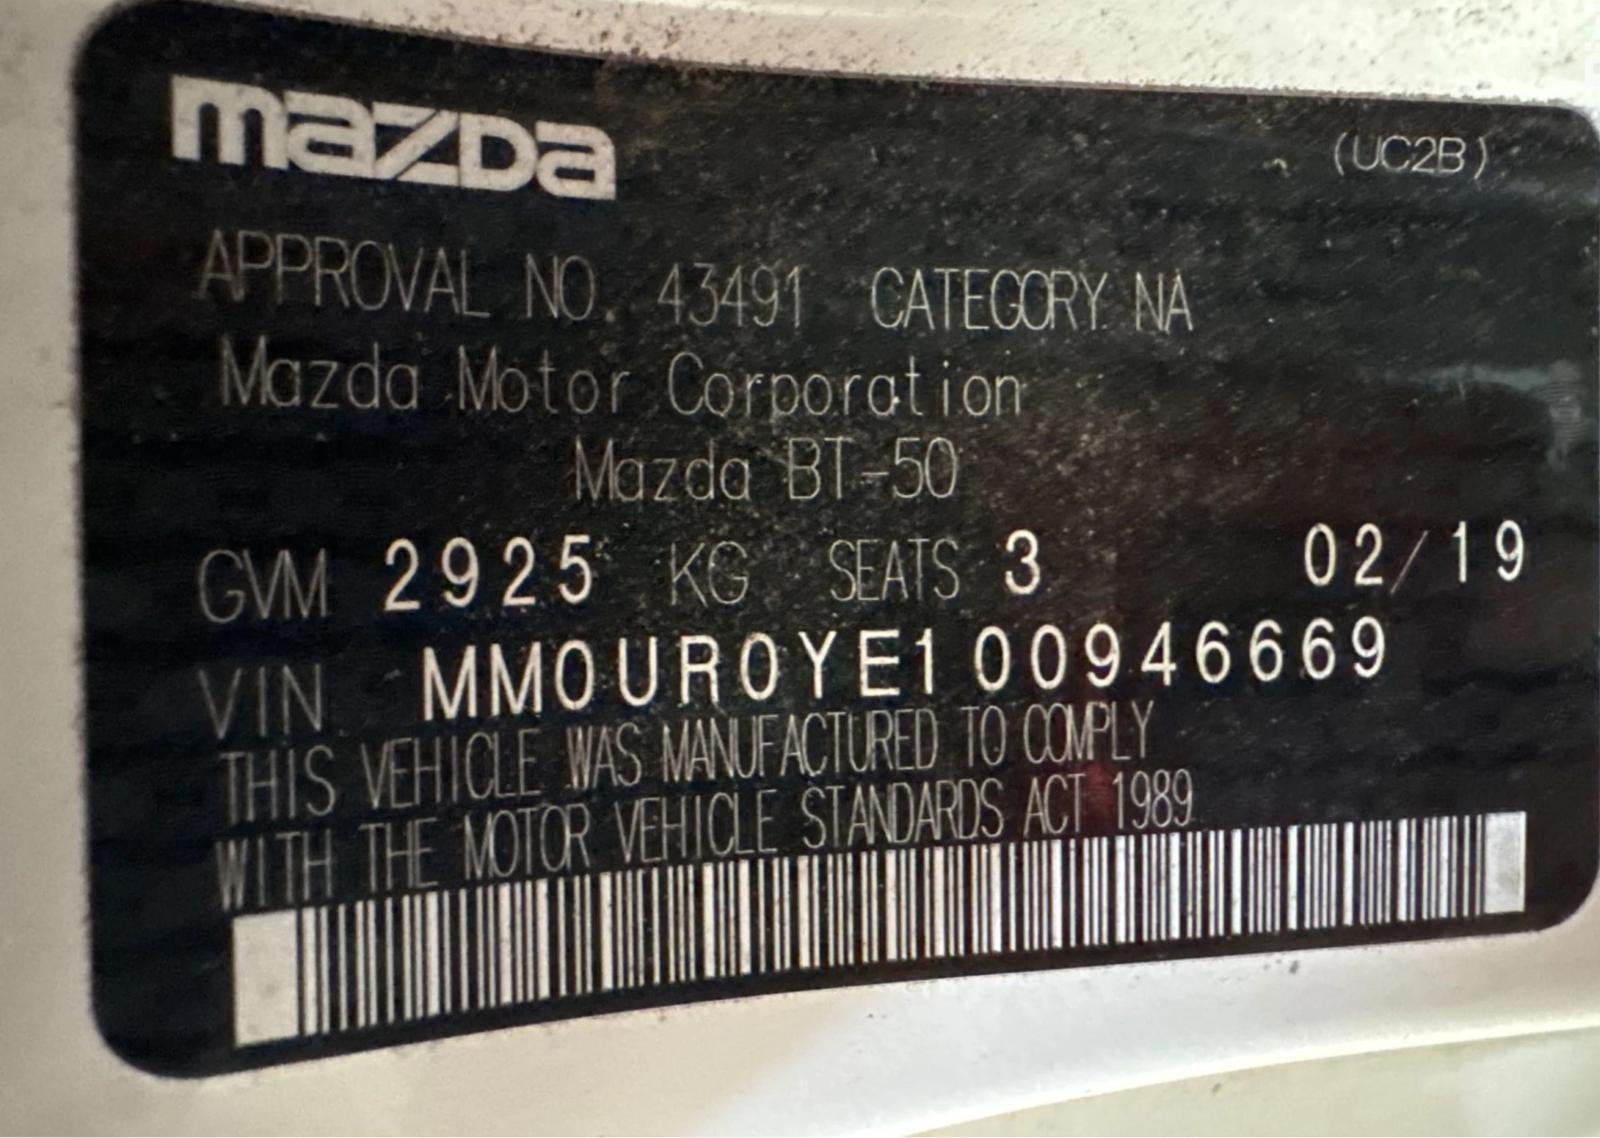 mazda
(UC2B)
APPROVAL NO. 43491 CATEGORY NA
Mazda Motor Corporation
Mazda BT-50
GVM 2925 KG SEATS 3 02/19
VIN MM0UR0YE100946669
THIS VEHICLE WAS MANUFACTURED TO COMPLY
WITH THE MOTOR VEHICLE STANDARDS ACT 1989